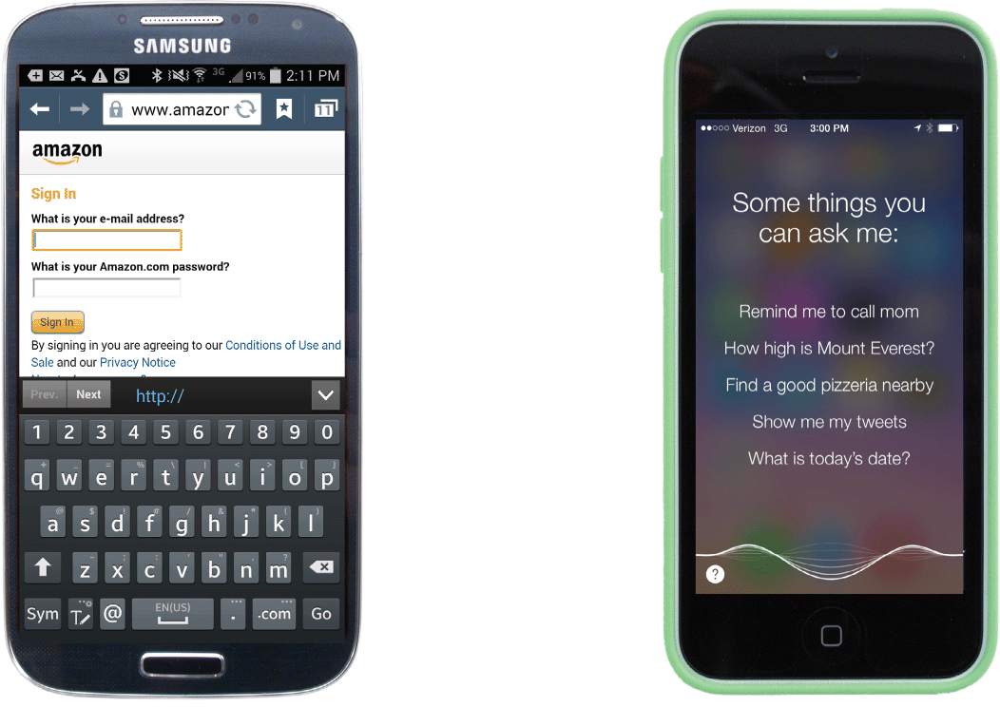 SAMSUNG
3G 91% 2:11 PM
www.amazor
11
amazon
Sign In
What is your e-mail address?
What is your Amazon.com password?
Sign In
By signing in you are agreeing to our Conditions of Use and
Sale and our Privacy Notice
Prev. Next http://
1 2 3 4 5 6 7 8 9 0
q w e r t y u i o p
a s d f g h j k l
z x c v b n m
Sym T @ EN(US) . .com Go
Verizon 3G 3:00 PM
Some things you
can ask me:
Remind me to call mom
How high is Mount Everest?
Find a good pizzeria nearby
Show me my tweets
What is today's date?
?